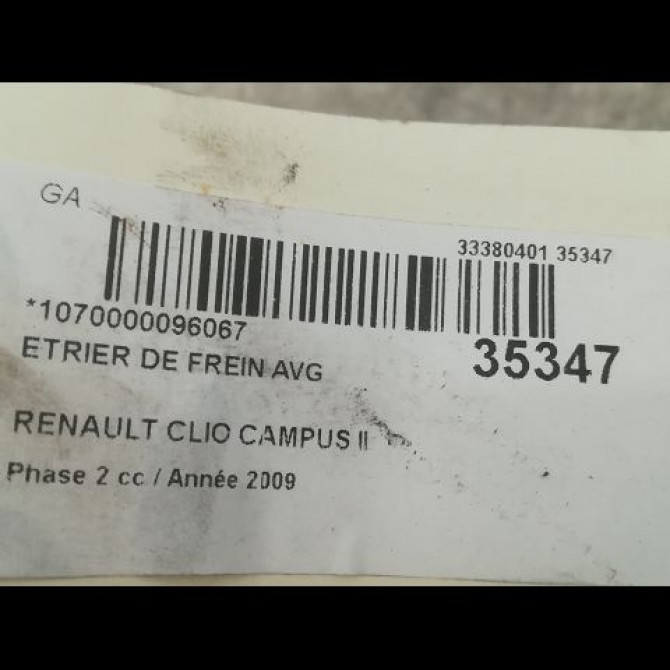 GA
33380401 35347
*1070000096067
35347
ETRIER DE FREIN AVG
RENAULT CLIO CAMPUS II
Phase 2 cc / Année 2009